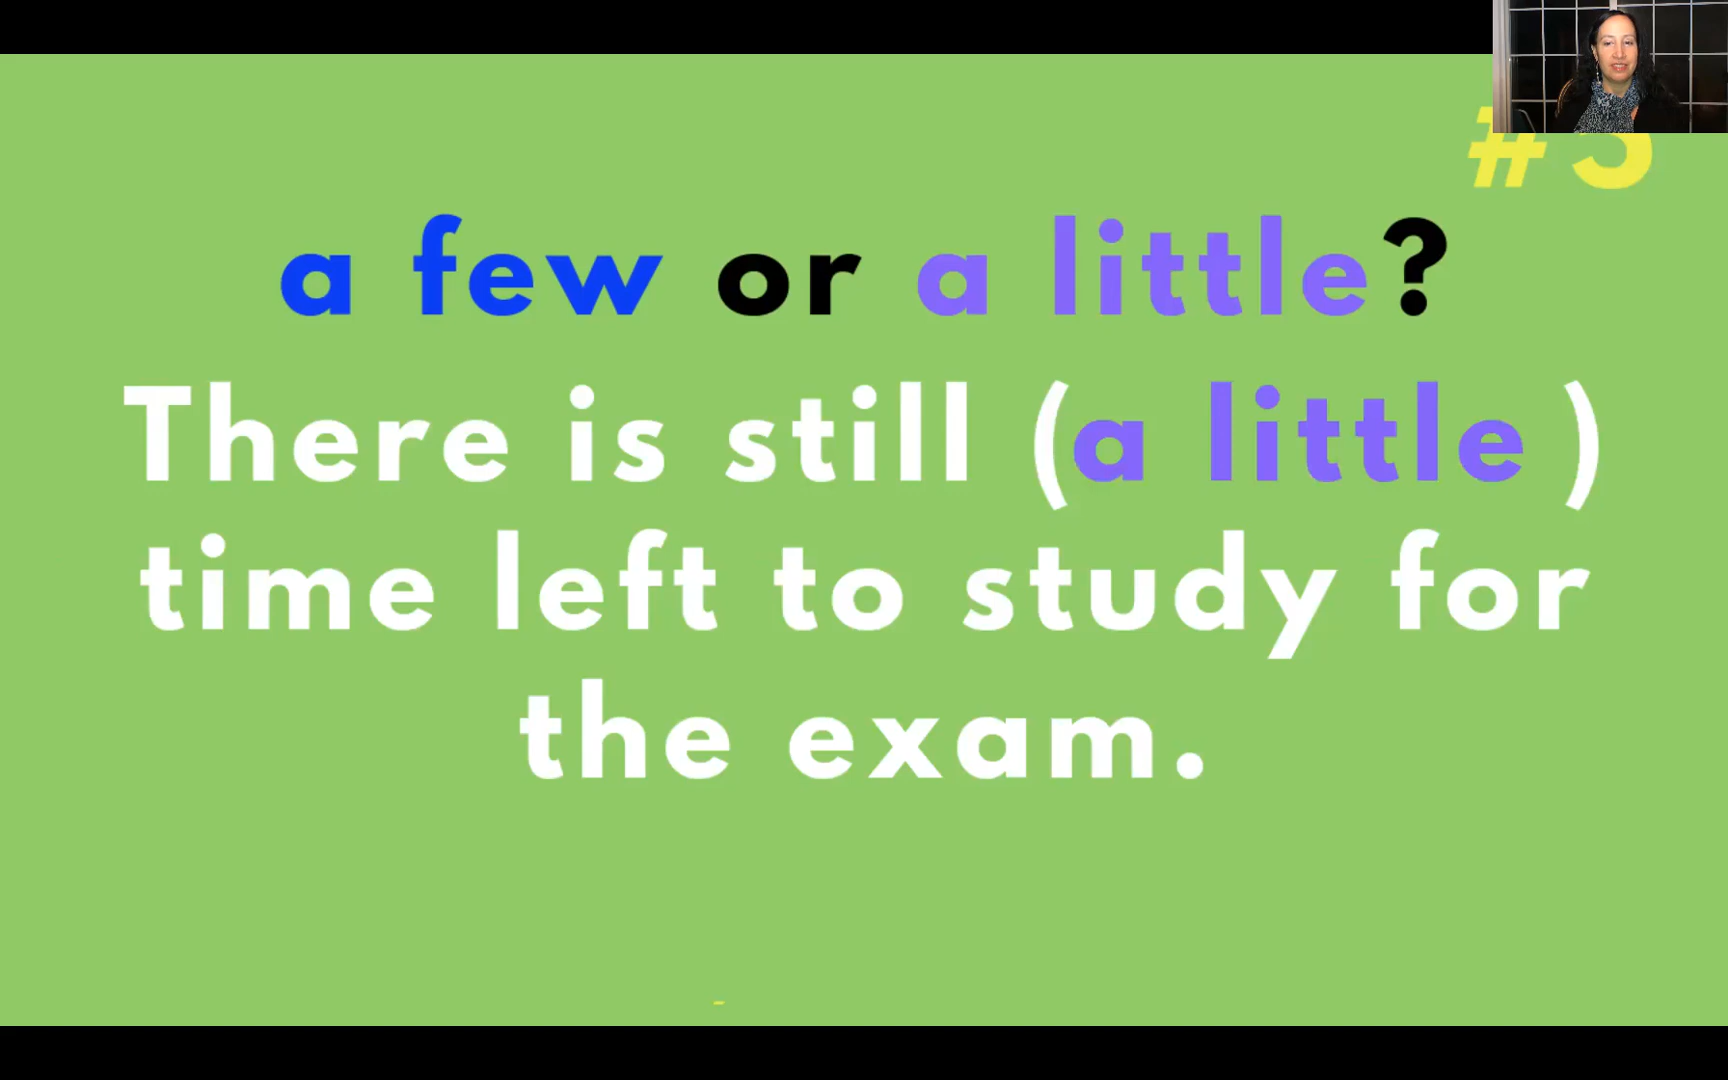 a few or a little?
There is still (a little )
time left to study for
the exam.